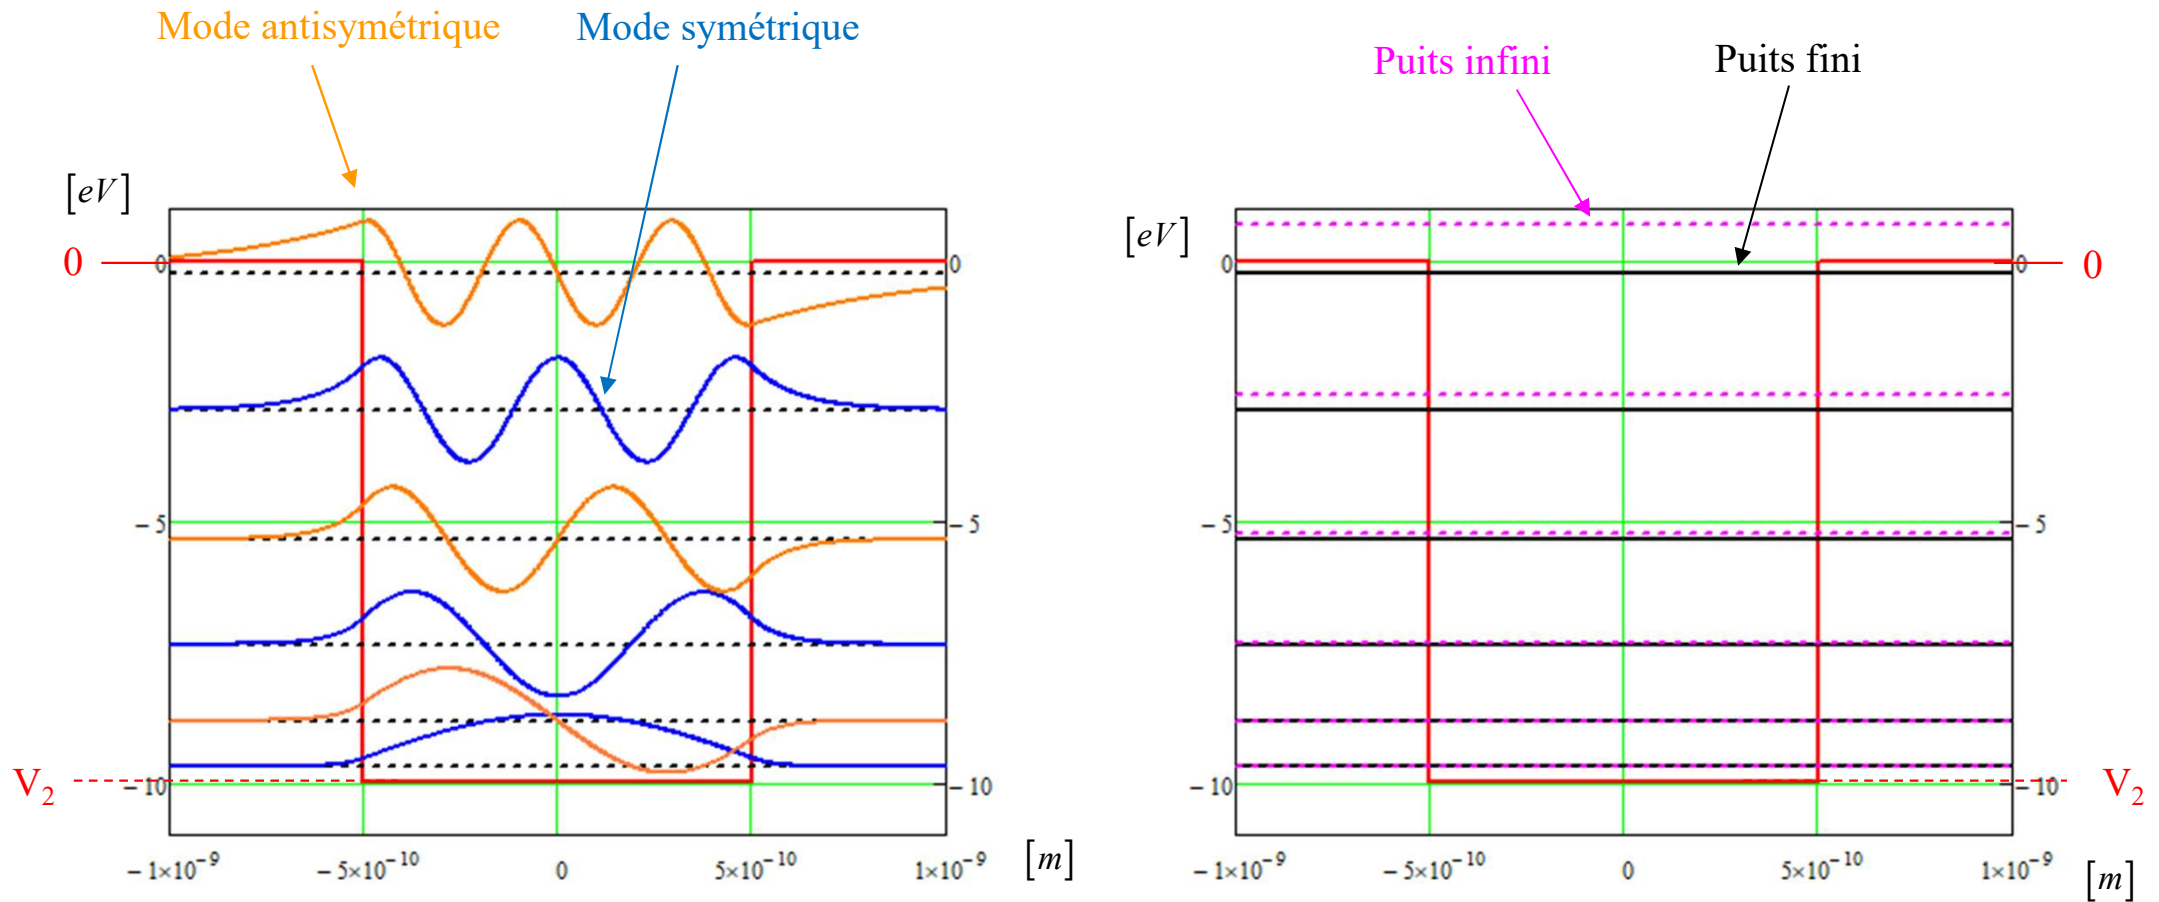 Mode antisymétrique
Mode symétrique
[eV]
0
0
0
−5
−5
V₂
−10
−10
−1×10⁻⁹
−5×10⁻¹⁰
0
5×10⁻¹⁰
1×10⁻⁹
[m]
Puits infini
Puits fini
[eV]
0
0
0
−5
−5
−10
−10
V₂
−1×10⁻⁹
−5×10⁻¹⁰
0
5×10⁻¹⁰
1×10⁻⁹
[m]